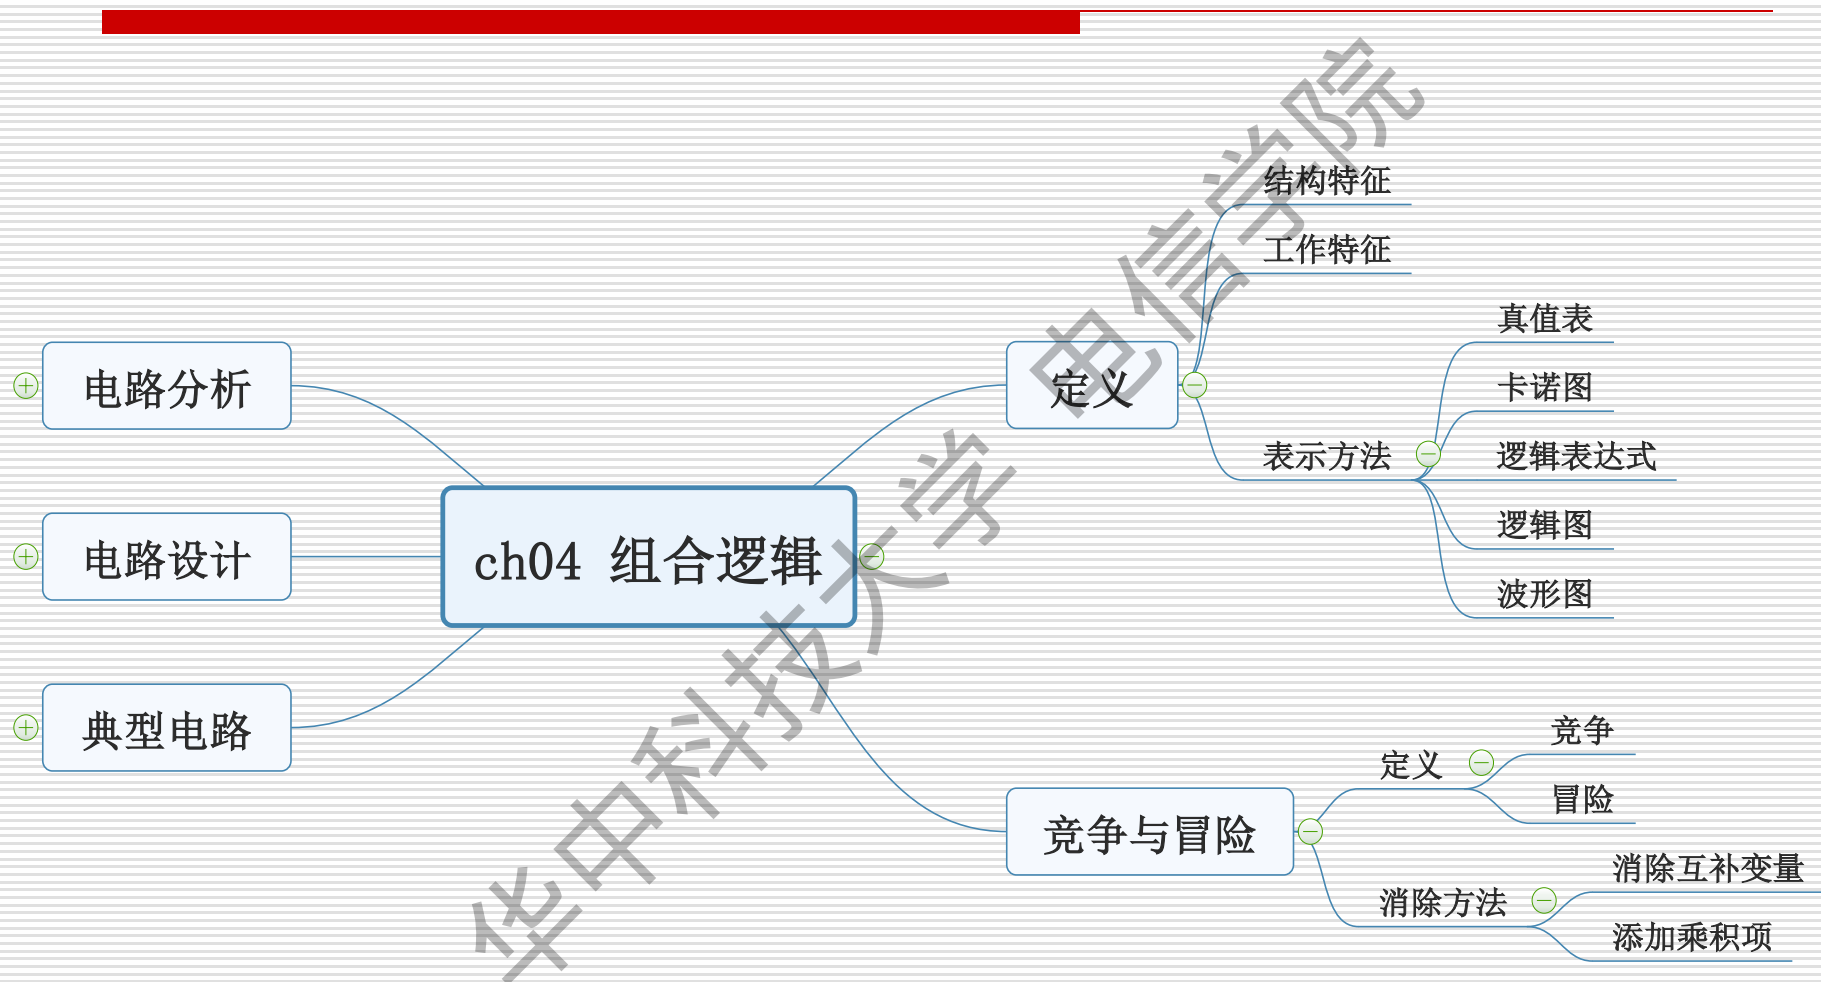 电路分析
电路设计
典型电路
ch04 组合逻辑
定义
结构特征
工作特征
表示方法
真值表
卡诺图
逻辑表达式
逻辑图
波形图
竞争与冒险
定义
竞争
冒险
消除方法
消除互补变量
添加乘积项
华中科技大学 电信学院